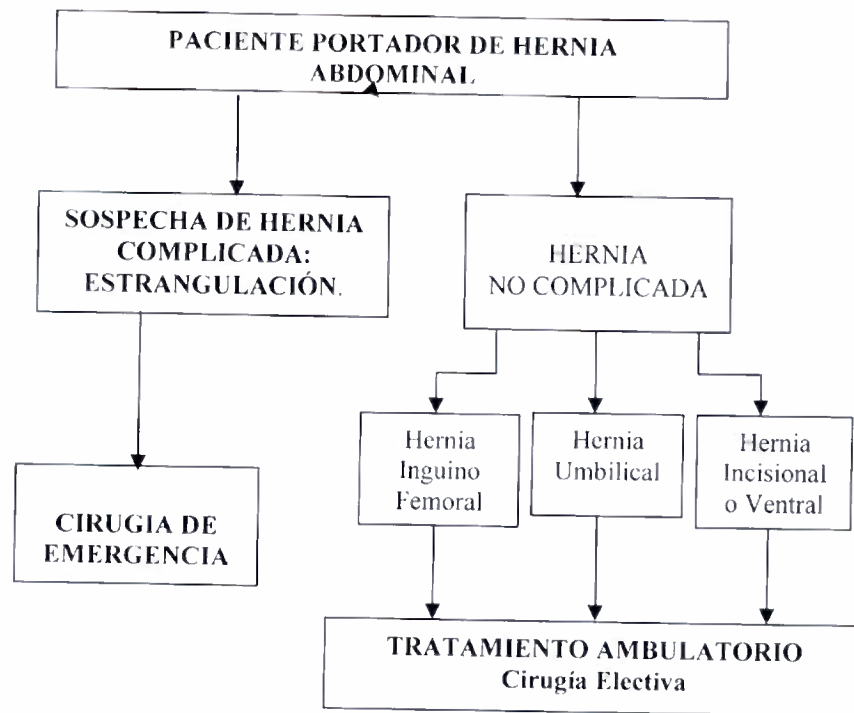 PACIENTE PORTADOR DE HERNIA
ABDOMINAL
SOSPECHA DE HERNIA
COMPLICADA:
ESTRANGULACIÓN.
HERNIA
NO COMPLICADA
Hernia
Inguino
Femoral
Hernia
Umbilical
Hernia
Incisional
o Ventral
CIRUGIA DE
EMERGENCIA
TRATAMIENTO AMBULATORIO
Cirugía Electiva